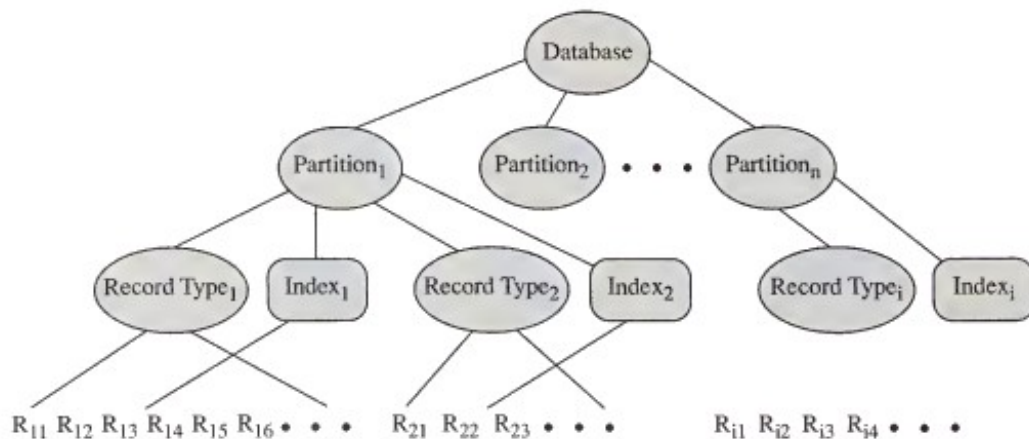 Database
Partition₁ Partition₂ • • • Partitionₙ
Record Type₁ Index₁ Record Type₂ Index₂ Record Typeᵢ Indexᵢ
R₁₁ R₁₂ R₁₃ R₁₄ R₁₅ R₁₆ • • • R₂₁ R₂₂ R₂₃ • • • Rᵢ₁ Rᵢ₂ Rᵢ₃ Rᵢ₄ • • •